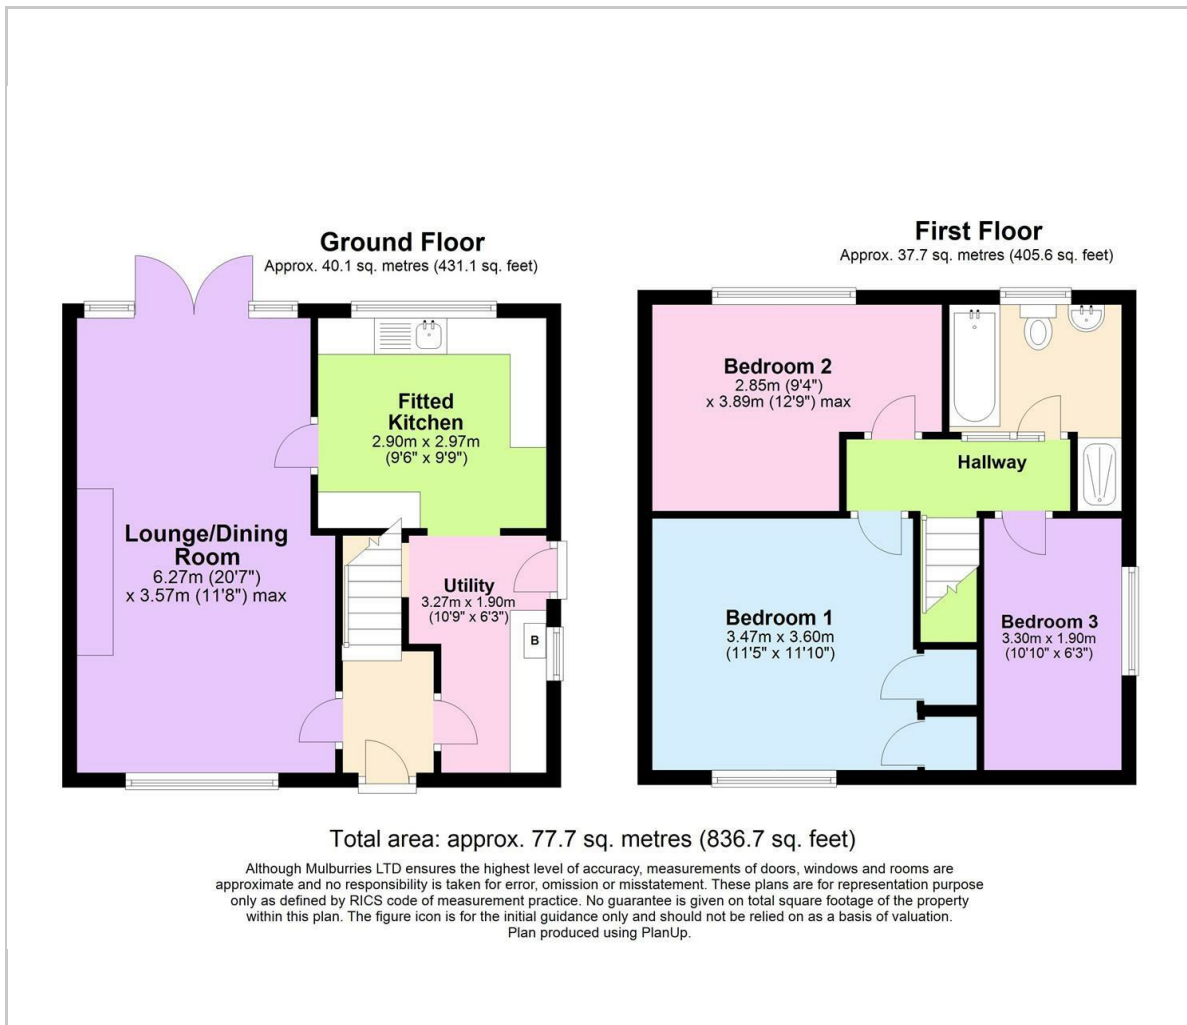 Ground Floor
Approx. 40.1 sq. metres (431.1 sq. feet)
Fitted
Kitchen
2.90m x 2.97m
(9'6" x 9'9")
Lounge/Dining
Room
6.27m (20'7")
x 3.57m (11'8") max
Utility
3.27m x 1.90m
(10'9" x 6'3")
B
First Floor
Approx. 37.7 sq. metres (405.6 sq. feet)
Bedroom 2
2.85m (9'4")
x 3.89m (12'9") max
Hallway
Bedroom 1
3.47m x 3.60m
(11'5" x 11'10")
Bedroom 3
3.30m x 1.90m
(10'10" x 6'3")
Total area: approx. 77.7 sq. metres (836.7 sq. feet)
Although Mulburries LTD ensures the highest level of accuracy, measurements of doors, windows and rooms are
approximate and no responsibility is taken for error, omission or misstatement. These plans are for representation purpose
only as defined by RICS code of measurement practice. No guarantee is given on total square footage of the property
within this plan. The figure icon is for the initial guidance only and should not be relied on as a basis of valuation.
Plan produced using PlanUp.